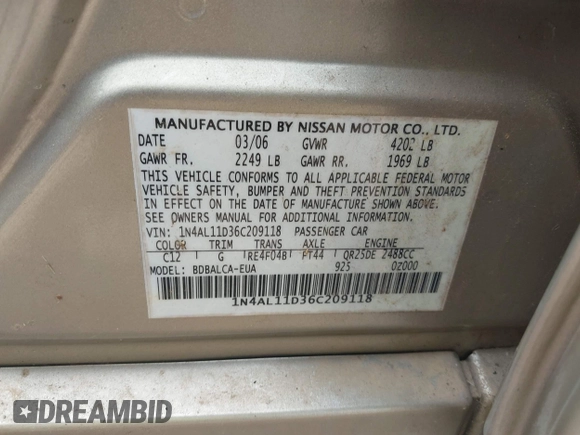 MANUFACTURED BY NISSAN MOTOR CO., LTD.
DATE 03/06 GVWR 4202 LB
GAWR FR. 2249 LB GAWR RR. 1969 LB
THIS VEHICLE CONFORMS TO ALL APPLICABLE FEDERAL MOTOR
VEHICLE SAFETY, BUMPER AND THEFT PREVENTION STANDARDS
IN EFFECT ON THE DATE OF MANUFACTURE SHOWN ABOVE.
SEE OWNERS MANUAL FOR ADDITIONAL INFORMATION.
VIN: 1N4AL11D36C209118 PASSENGER CAR
COLOR TRIM TRANS AXLE ENGINE
C12 G RE4F04B FT44 QR25DE 2488CC
MODEL: BDBALCA-EUA 925 0Z000
1N4AL11D36C209118
DREAMBID